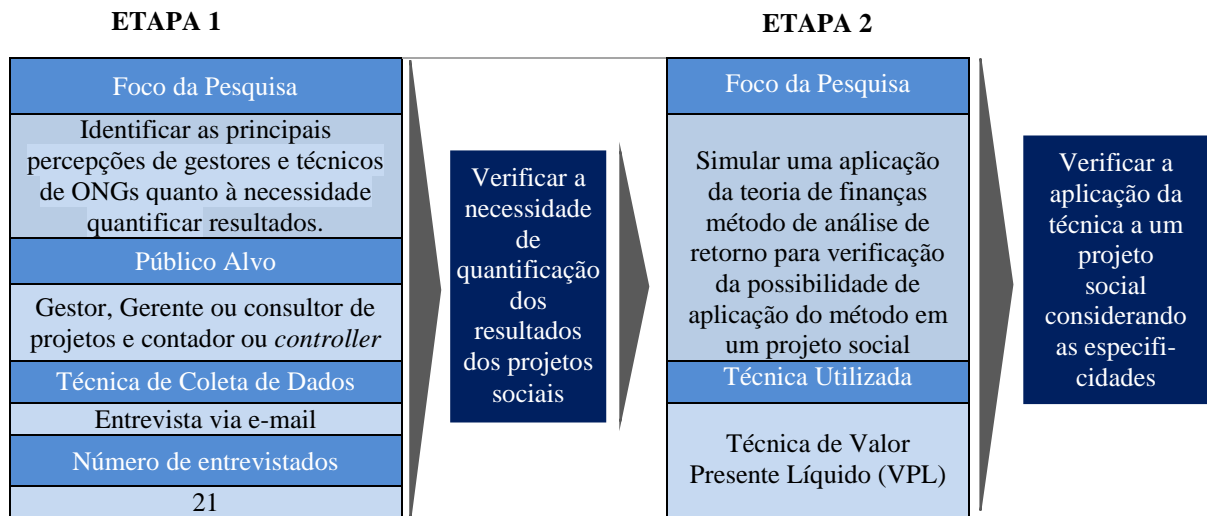 ETAPA 1
Foco da Pesquisa
Identificar as principais
percepções de gestores e técnicos
de ONGs quanto à necessidade
quantificar resultados.
Público Alvo
Gestor, Gerente ou consultor de
projetos e contador ou controller
Técnica de Coleta de Dados
Entrevista via e-mail
Número de entrevistados
21
Verificar a
necessidade
de
quantificação
dos
resultados
dos projetos
sociais
ETAPA 2
Foco da Pesquisa
Simular uma aplicação
da teoria de finanças
método de análise de
retorno para verificação
da possibilidade de
aplicação do método em
um projeto social
Técnica Utilizada
Técnica de Valor
Presente Líquido (VPL)
Verificar a
aplicação da
técnica a um
projeto
social
considerando
as especifi-
cidades